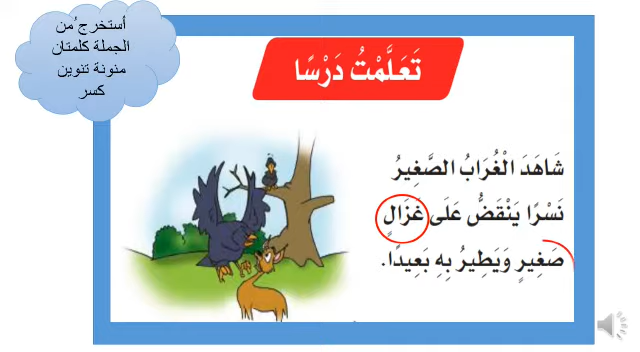 أستخرج ُمن
الجملة كلمتان
منونة تنوين
كسر
تَعَلَّمْتُ دَرْسًا
شَاهَدَ الْغُرَابُ الصَّغِيرُ
نَسْرًا يَنْقَضُّ عَلَى غَزَالٍ
صَغِيرٍ وَيَطِيرُ بِهِ بَعِيدًا.